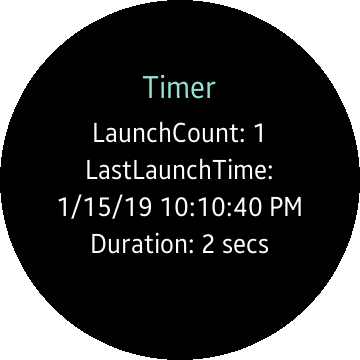 Timer
LaunchCount: 1
LastLaunchTime:
1/15/19 10:10:40 PM
Duration: 2 secs